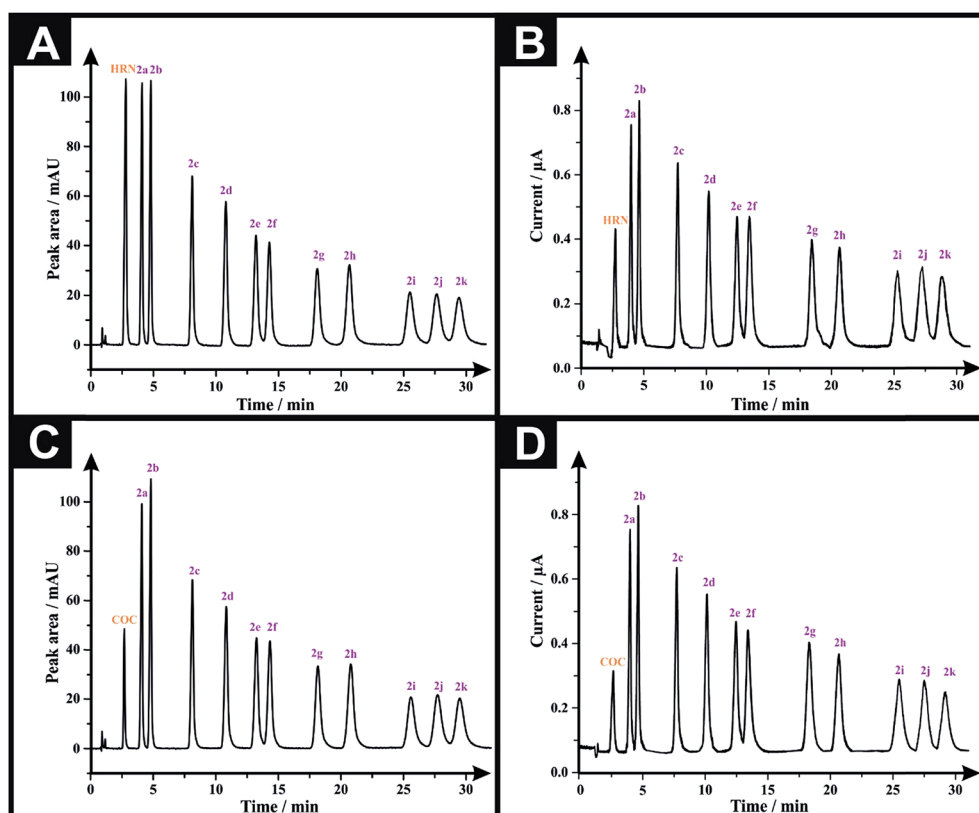 A
HRN 2a 2b
2c
2d
2e 2f
2g 2h
2i 2j 2k
Peak area / mAU
100
80
60
40
20
0
0 5 10 15 20 25 30
Time / min
B
2b
2a
2c
2d
2e 2f
HRN
2g 2h
2i 2j 2k
Current / µA
0.8
0.6
0.4
0.2
0.0
0 5 10 15 20 25 30
Time / min
C
2b
2a
2c
2d
COC
2e 2f
2g 2h
2i 2j 2k
Peak area / mAU
100
80
60
40
20
0
0 5 10 15 20 25 30
Time / min
D
2b
2a
2c
2d
2e 2f
2g
2h
COC
2i 2j 2k
Current / µA
0.8
0.6
0.4
0.2
0.0
0 5 10 15 20 25 30
Time / min